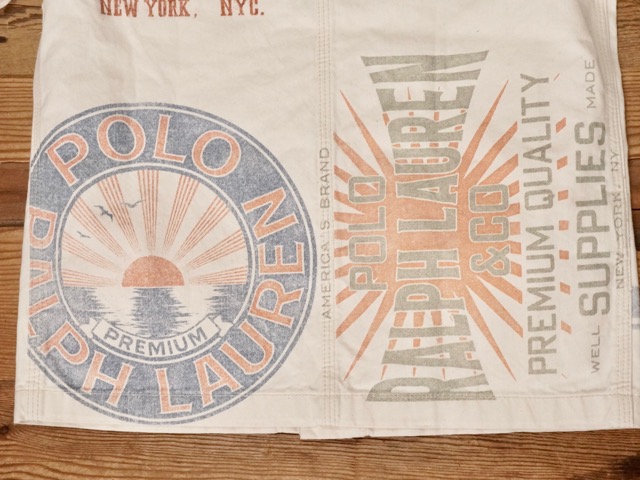 NEW YORK, NYC.
POLO
RALPH LAUREN
PREMIUM
AMERICA'S BRAND
POLO
RALPH LAUREN
& CO
PREMIUM QUALITY
WELL SUPPLIES MADE
NEW YORK, NY